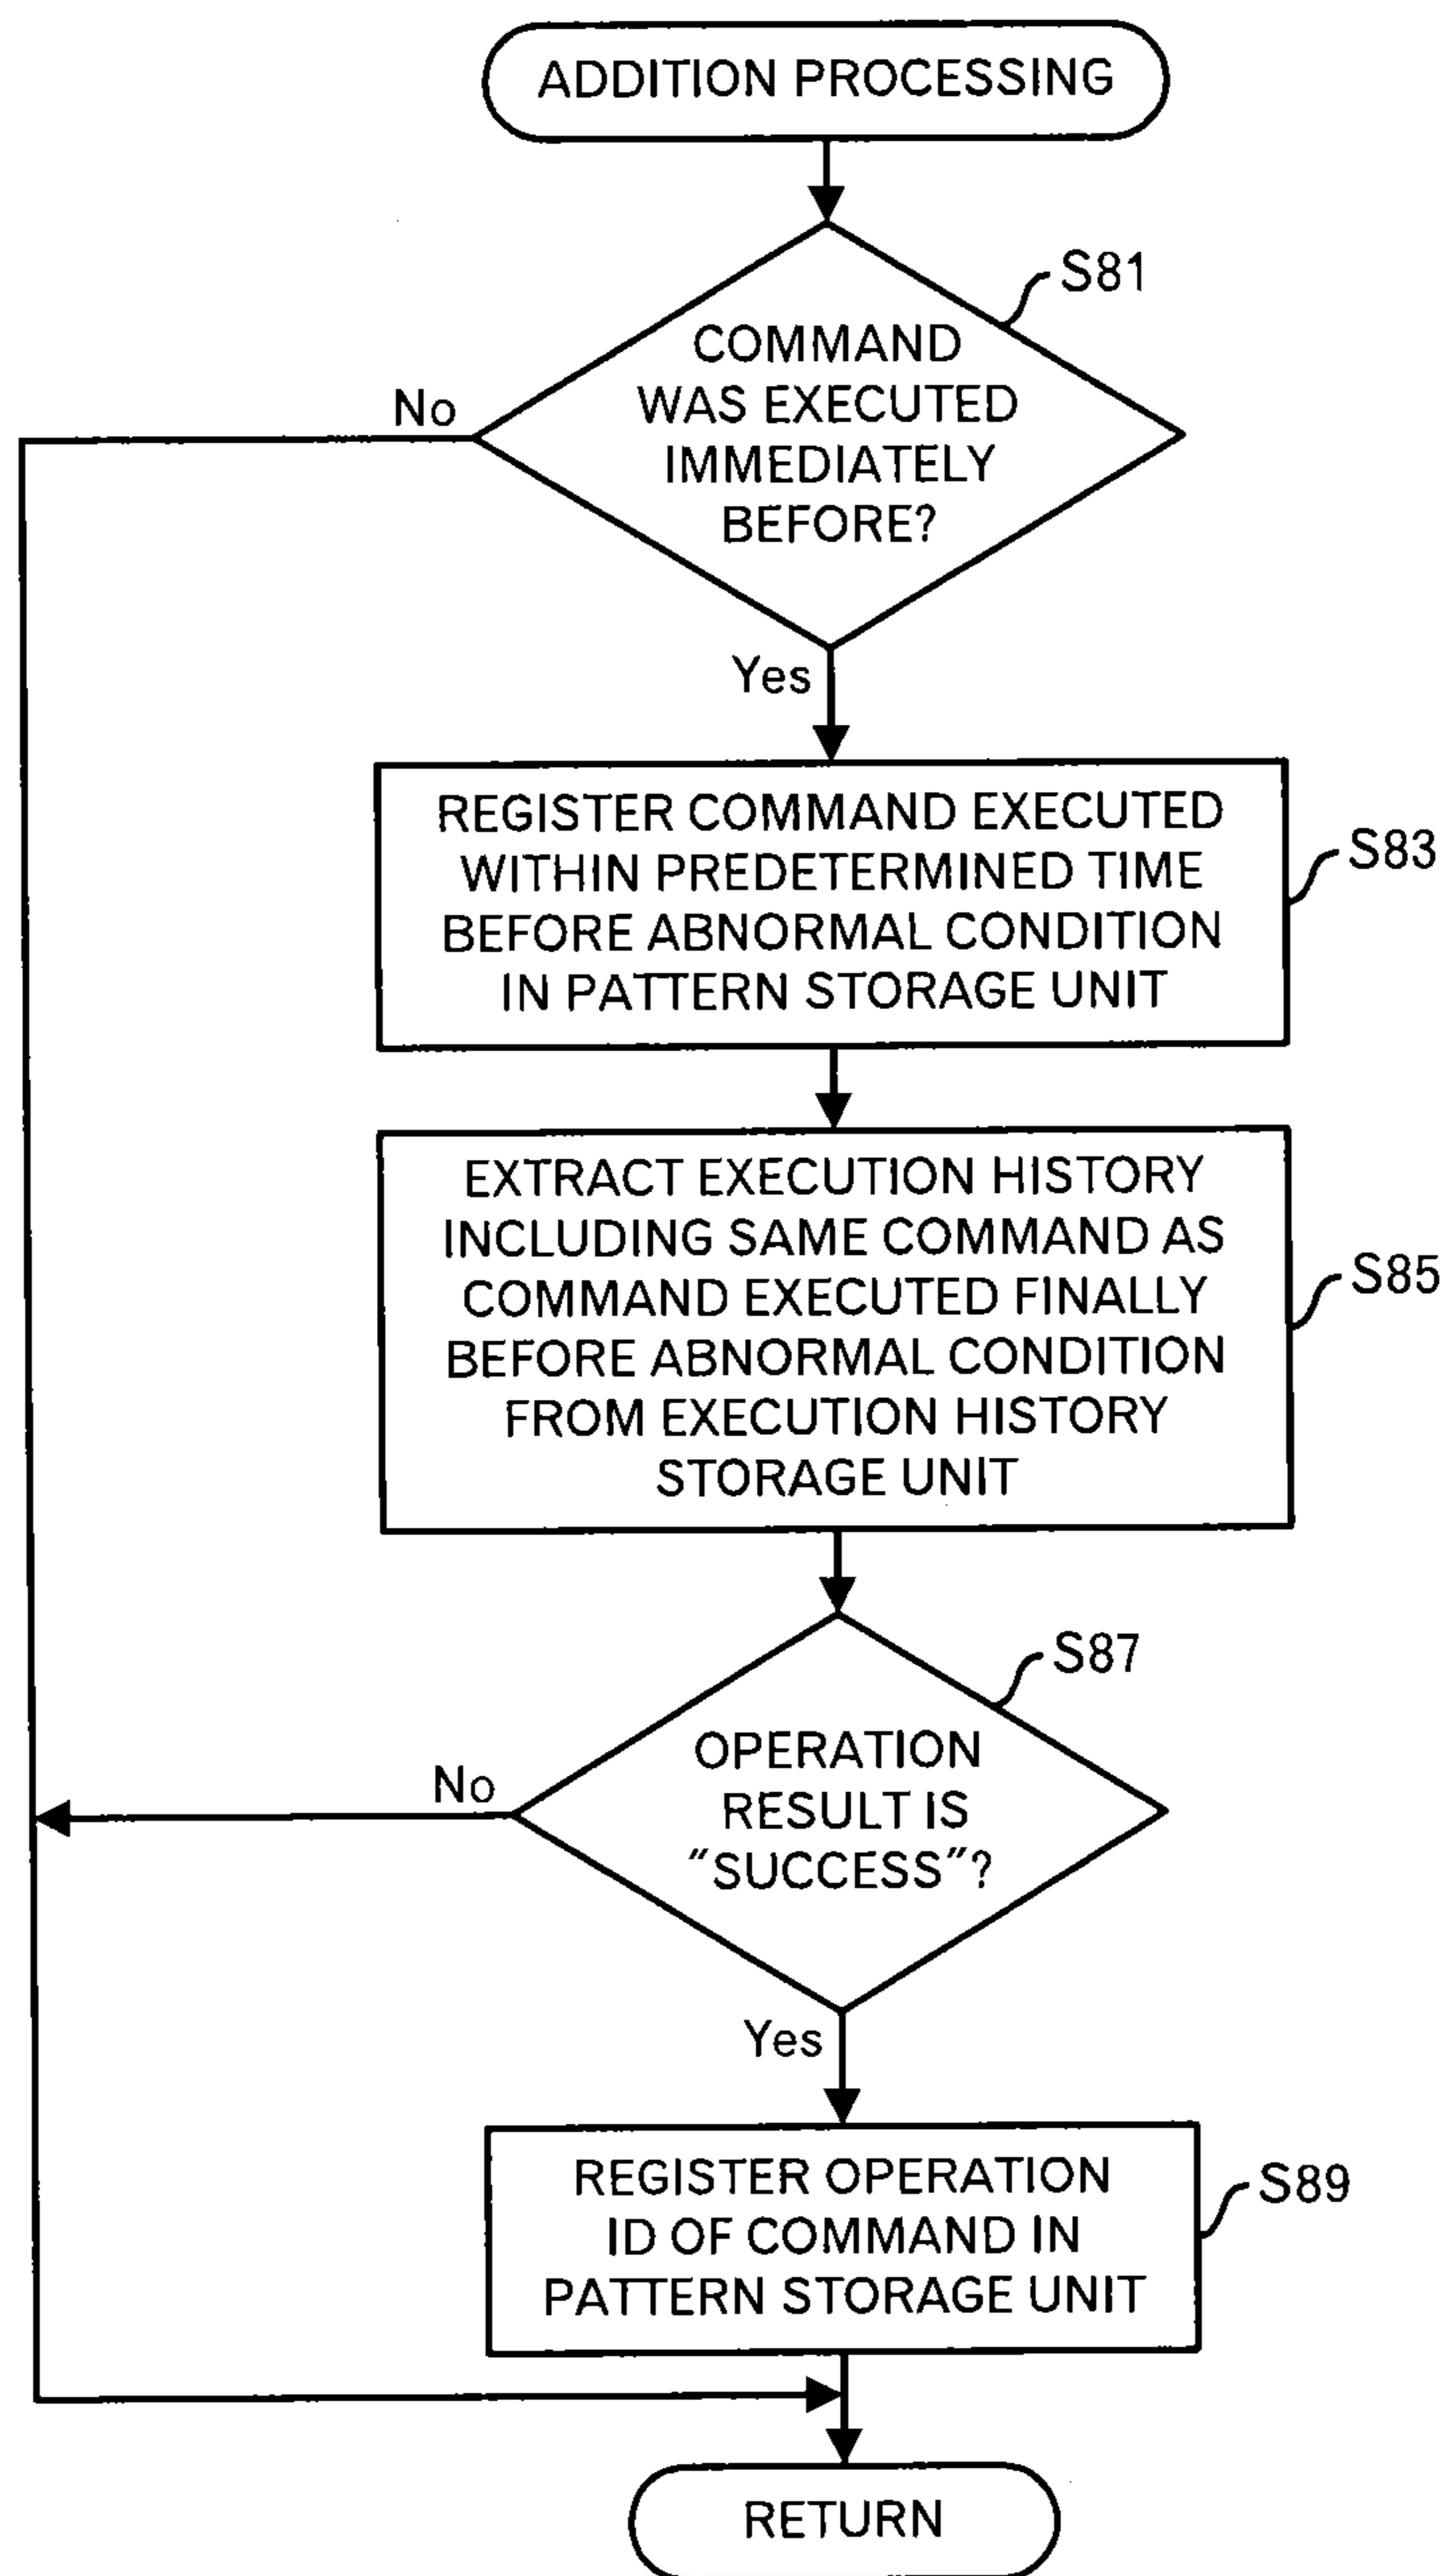 ADDITION PROCESSING
S81
COMMAND
WAS EXECUTED
IMMEDIATELY
BEFORE?
No
Yes
REGISTER COMMAND EXECUTED
WITHIN PREDETERMINED TIME
BEFORE ABNORMAL CONDITION
IN PATTERN STORAGE UNIT
S83
EXTRACT EXECUTION HISTORY
INCLUDING SAME COMMAND AS
COMMAND EXECUTED FINALLY
BEFORE ABNORMAL CONDITION
FROM EXECUTION HISTORY
STORAGE UNIT
S85
S87
OPERATION
RESULT IS
"SUCCESS"?
No
Yes
REGISTER OPERATION
ID OF COMMAND IN
PATTERN STORAGE UNIT
S89
RETURN